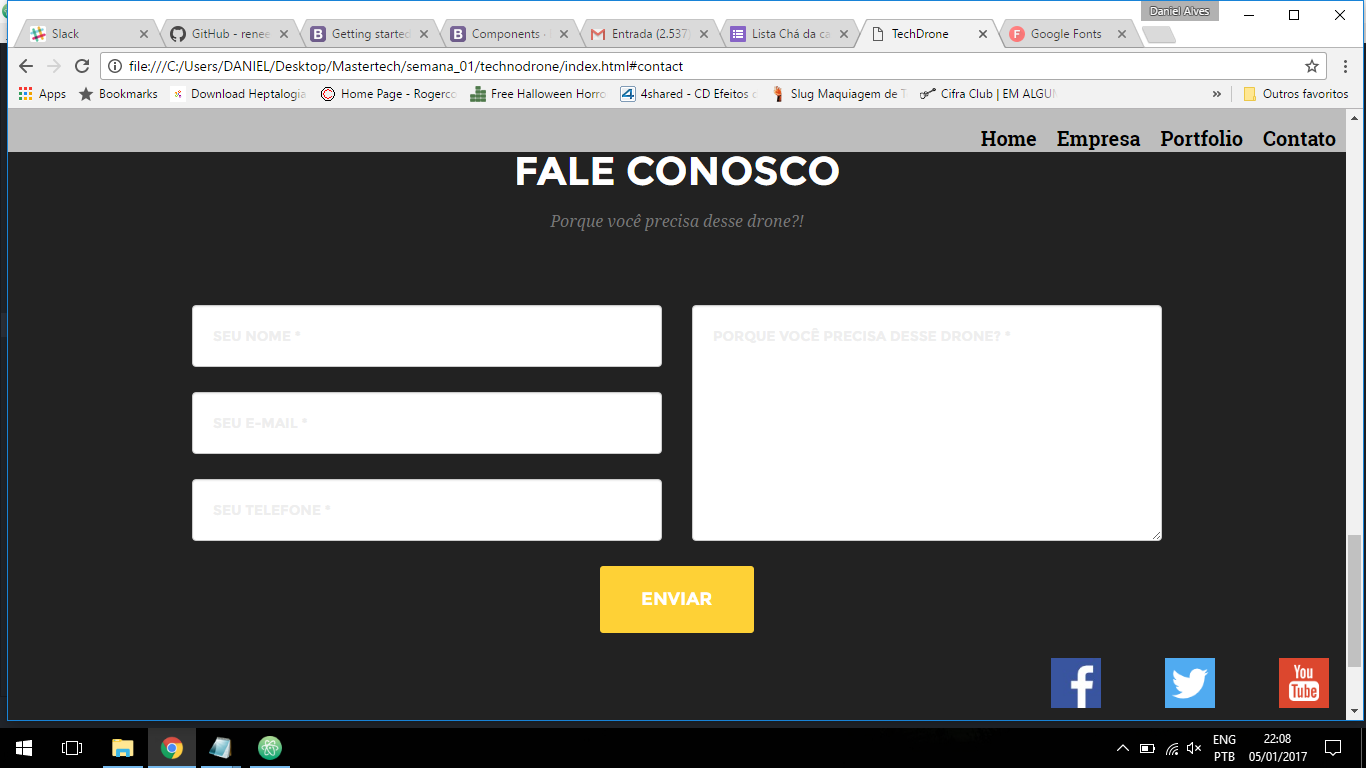 Daniel Alves
Slack
GitHub - renee
Getting started
Components ·
Entrada (2.537)
Lista Chá da ca
TechDrone
Google Fonts
file:///C:/Users/DANIEL/Desktop/Mastertech/semana_01/technodrone/index.html#contact
Apps
Bookmarks
Download Heptalogia
Home Page - Rogercc
Free Halloween Horro
4shared - CD Efeitos
Slug Maquiagem de T
Cifra Club | EM ALGUN
»
Outros favoritos
Home Empresa Portfolio Contato
FALE CONOSCO
Porque você precisa desse drone?!
SEU NOME *
PORQUE VOCÊ PRECISA DESSE DRONE? *
SEU E-MAIL *
SEU TELEFONE *
ENVIAR
You
Tube
ENG
22:08
PTB
05/01/2017